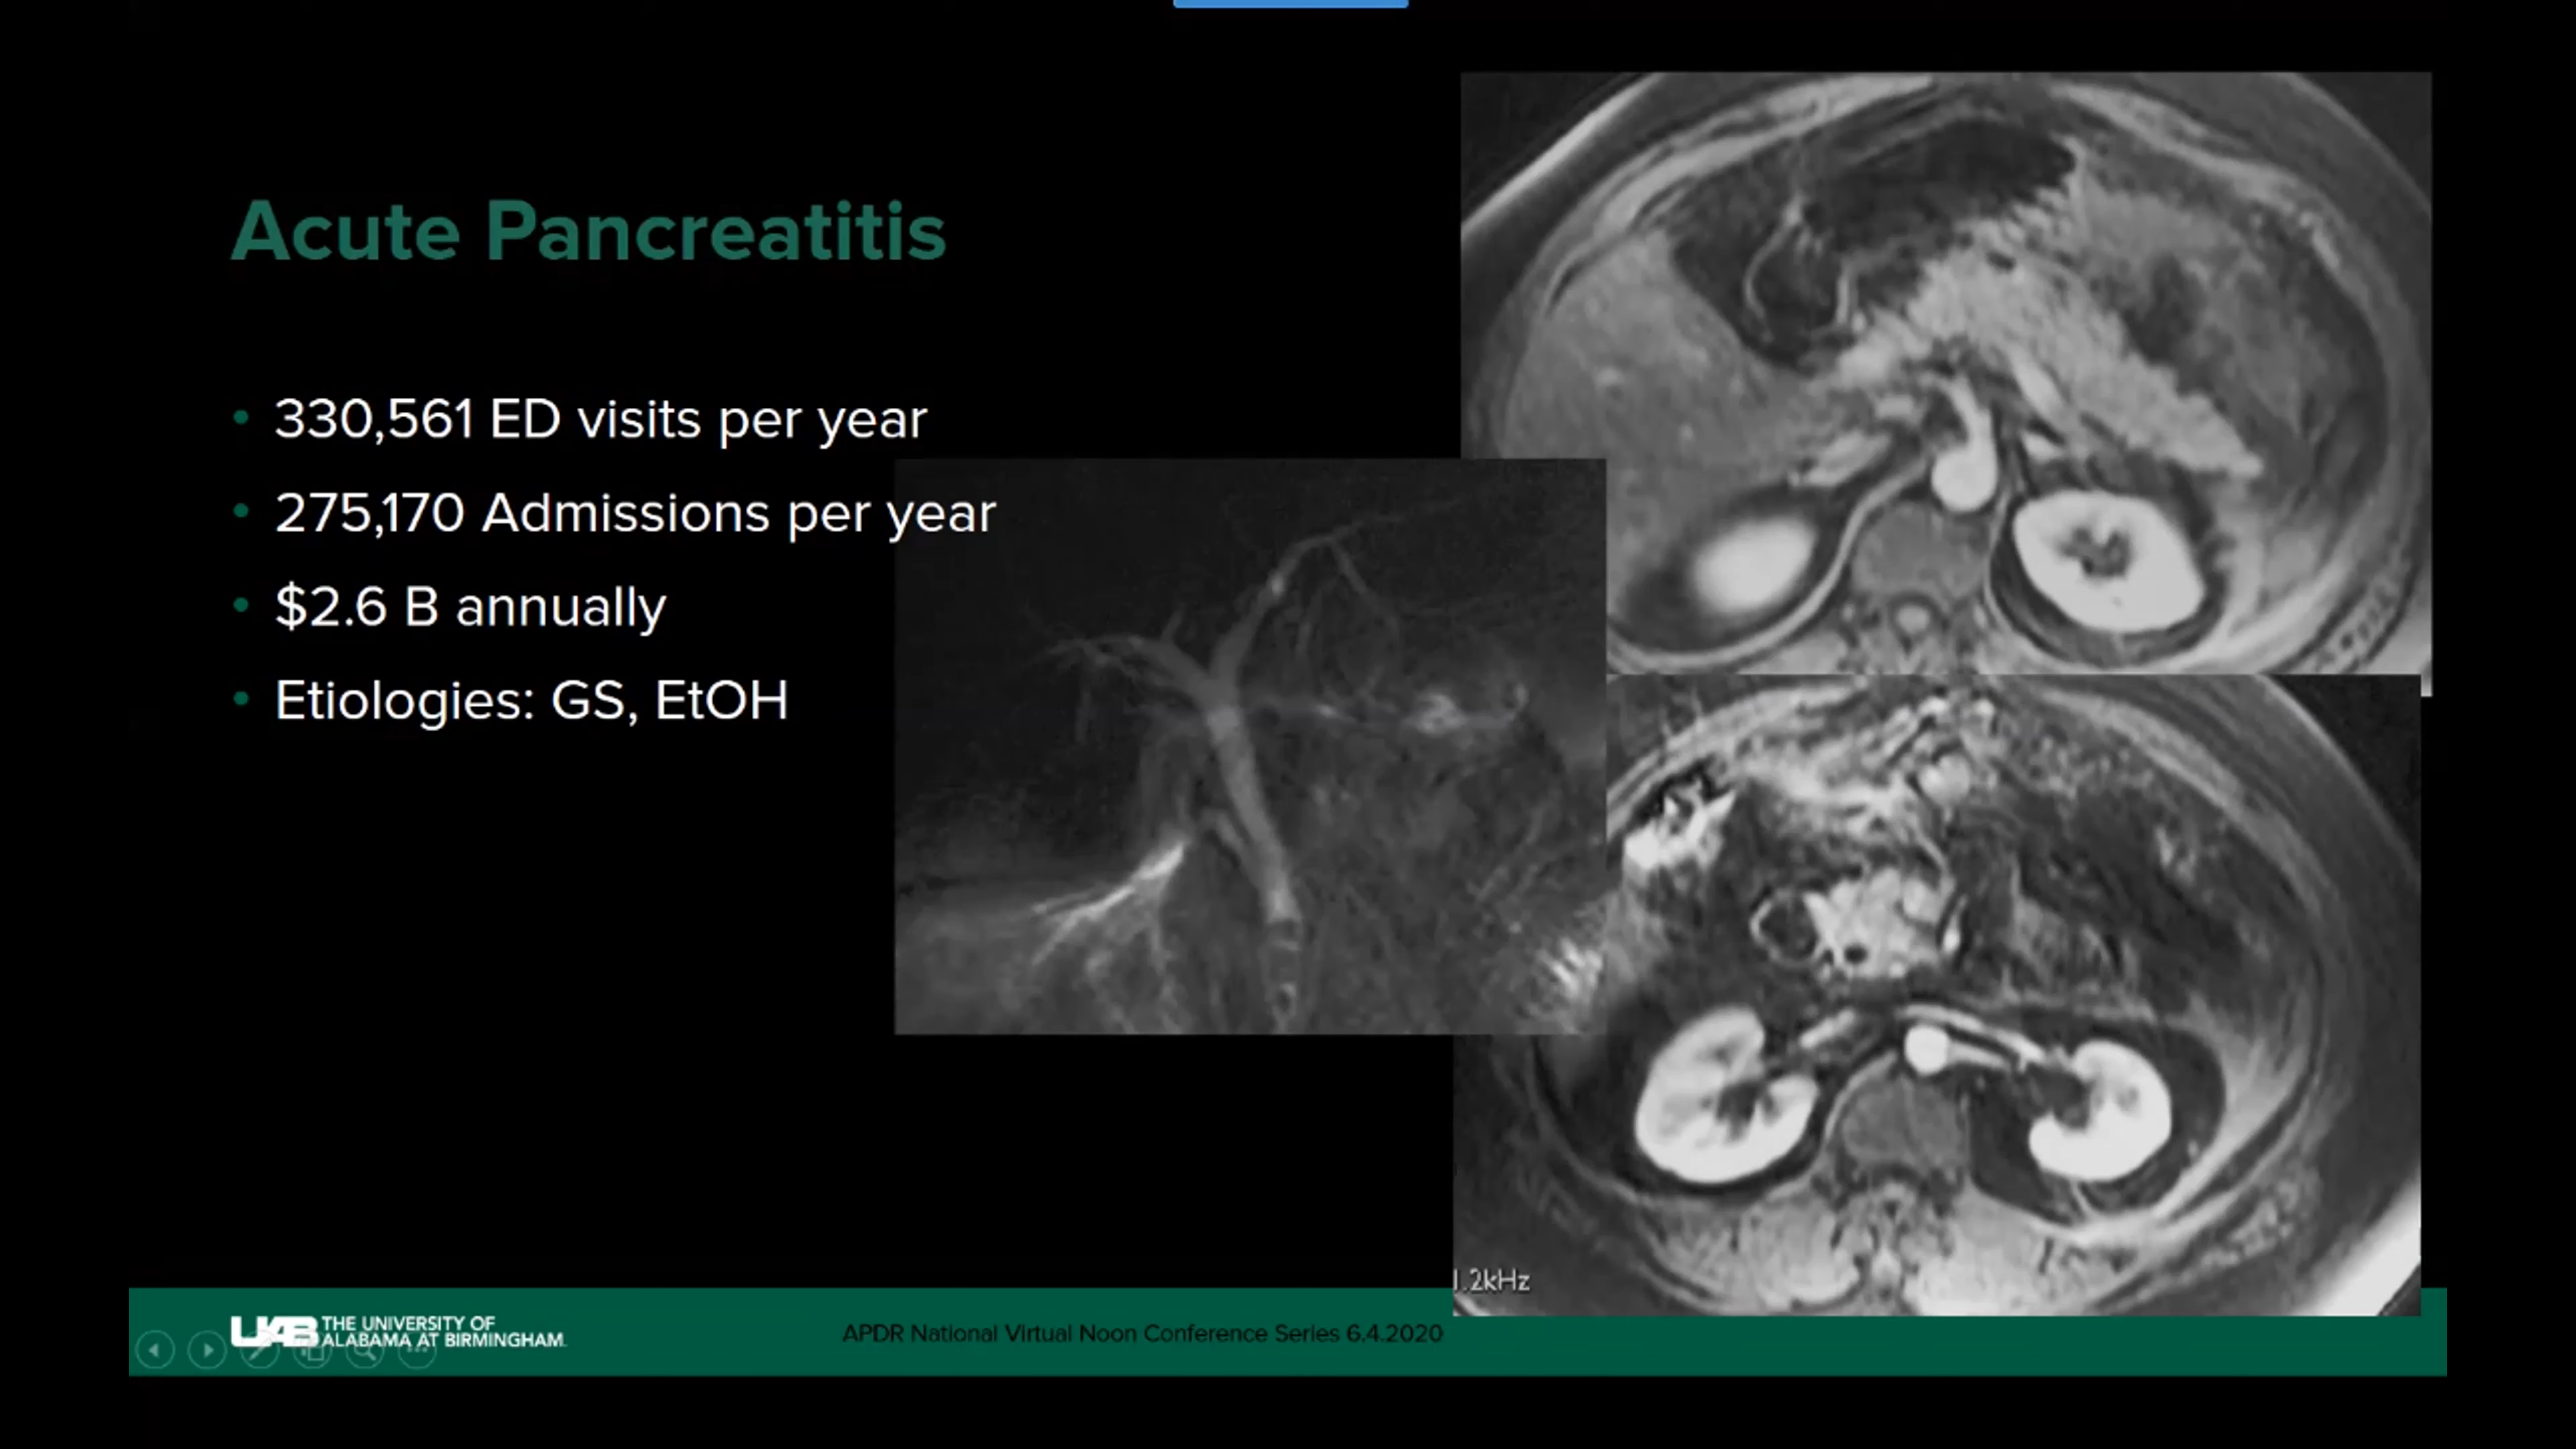 Acute Pancreatitis
• 330,561 ED visits per year
• 275,170 Admissions per year
• $2.6 B annually
• Etiologies: GS, EtOH
1.2kHz
UAB THE UNIVERSITY OF
ALABAMA AT BIRMINGHAM.
APDR National Virtual Noon Conference Series 6.4.2020